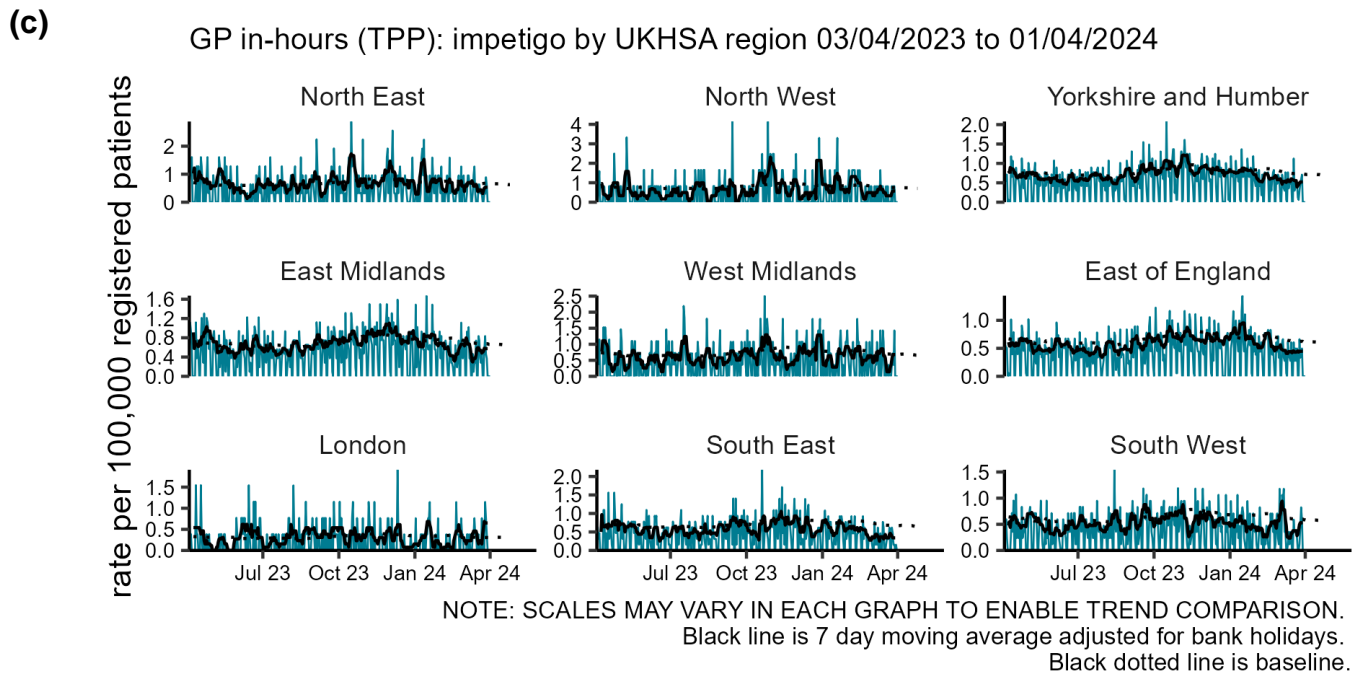 (c)
GP in-hours (TPP): impetigo by UKHSA region 03/04/2023 to 01/04/2024
rate per 100,000 registered patients
North East
2
1
0
North West
4
3
2
1
0
Yorkshire and Humber
2.0
1.5
1.0
0.5
0.0
East Midlands
1.6
1.2
0.8
0.4
0.0
West Midlands
2.5
2.0
1.5
1.0
0.5
0.0
East of England
1.0
0.5
0.0
London
1.5
1.0
0.5
0.0
Jul 23 Oct 23 Jan 24 Apr 24
South East
2.0
1.5
1.0
0.5
0.0
Jul 23 Oct 23 Jan 24 Apr 24
South West
1.5
1.0
0.5
0.0
Jul 23 Oct 23 Jan 24 Apr 24
NOTE: SCALES MAY VARY IN EACH GRAPH TO ENABLE TREND COMPARISON.
Black line is 7 day moving average adjusted for bank holidays.
Black dotted line is baseline.